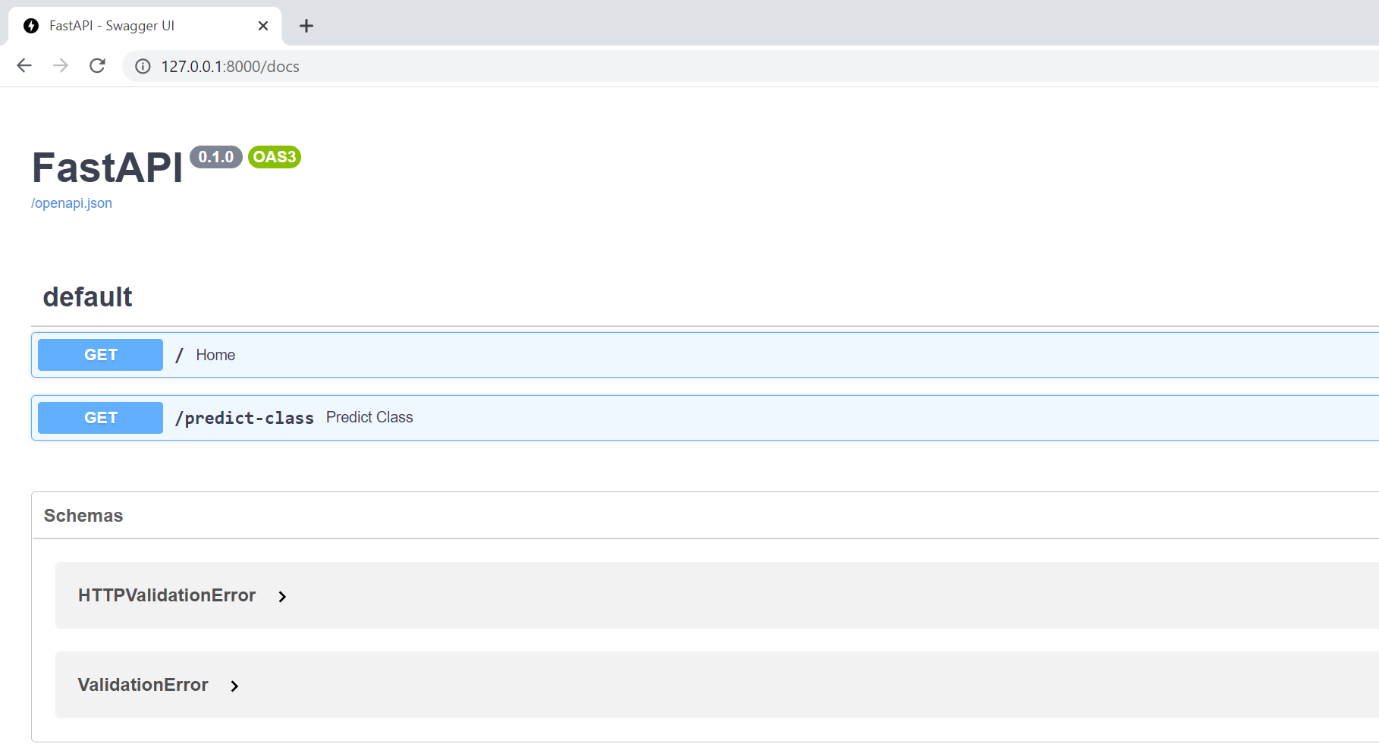 FastAPI - Swagger UI
127.0.0.1:8000/docs
FastAPI 0.1.0 OAS3
/openapi.json
default
GET / Home
GET /predict-class Predict Class
Schemas
HTTPValidationError
ValidationError